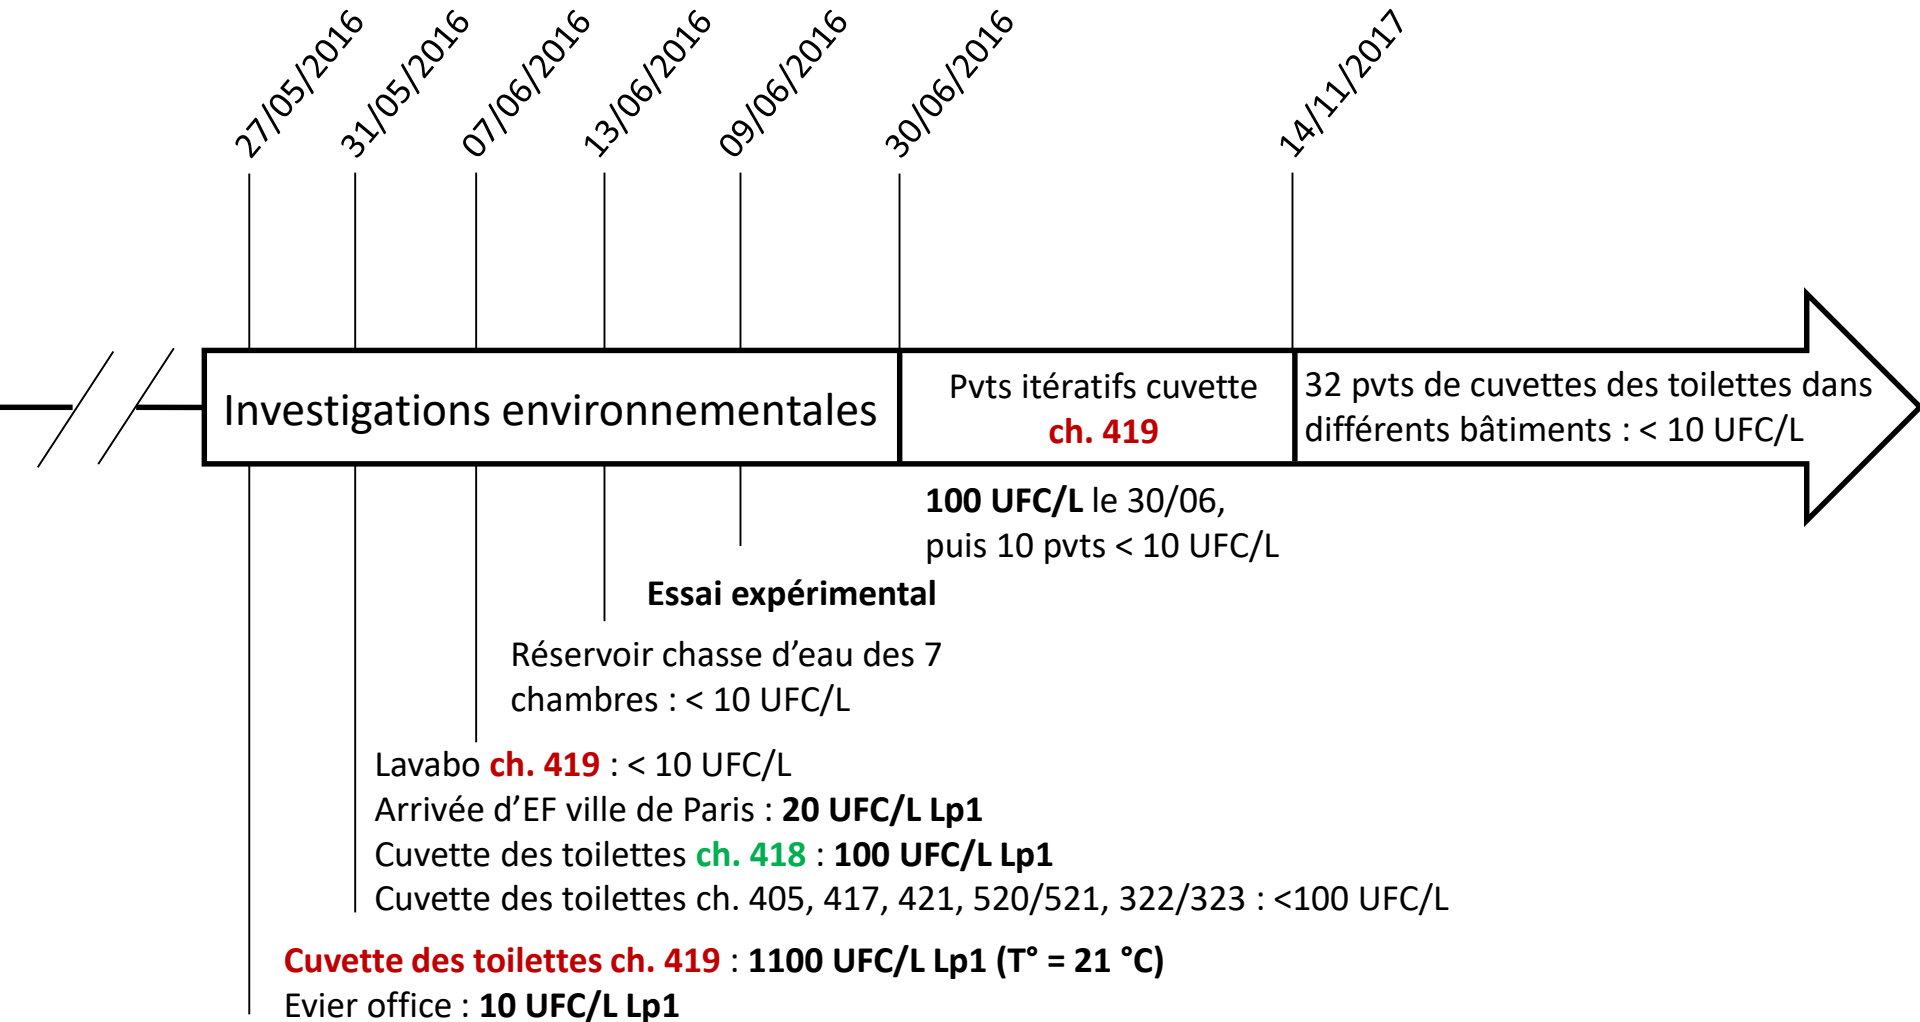 27/05/2016
31/05/2016
07/06/2016
13/06/2016
09/06/2016
30/06/2016
14/11/2017
Investigations environnementales
Pvts itératifs cuvette
ch. 419
32 pvts de cuvettes des toilettes dans
différents bâtiments : < 10 UFC/L
100 UFC/L le 30/06,
puis 10 pvts < 10 UFC/L
Essai expérimental
Réservoir chasse d’eau des 7
chambres : < 10 UFC/L
Lavabo ch. 419 : < 10 UFC/L
Arrivée d’EF ville de Paris : 20 UFC/L Lp1
Cuvette des toilettes ch. 418 : 100 UFC/L Lp1
Cuvette des toilettes ch. 405, 417, 421, 520/521, 322/323 : <100 UFC/L
Cuvette des toilettes ch. 419 : 1100 UFC/L Lp1 (T° = 21 °C)
Evier office : 10 UFC/L Lp1